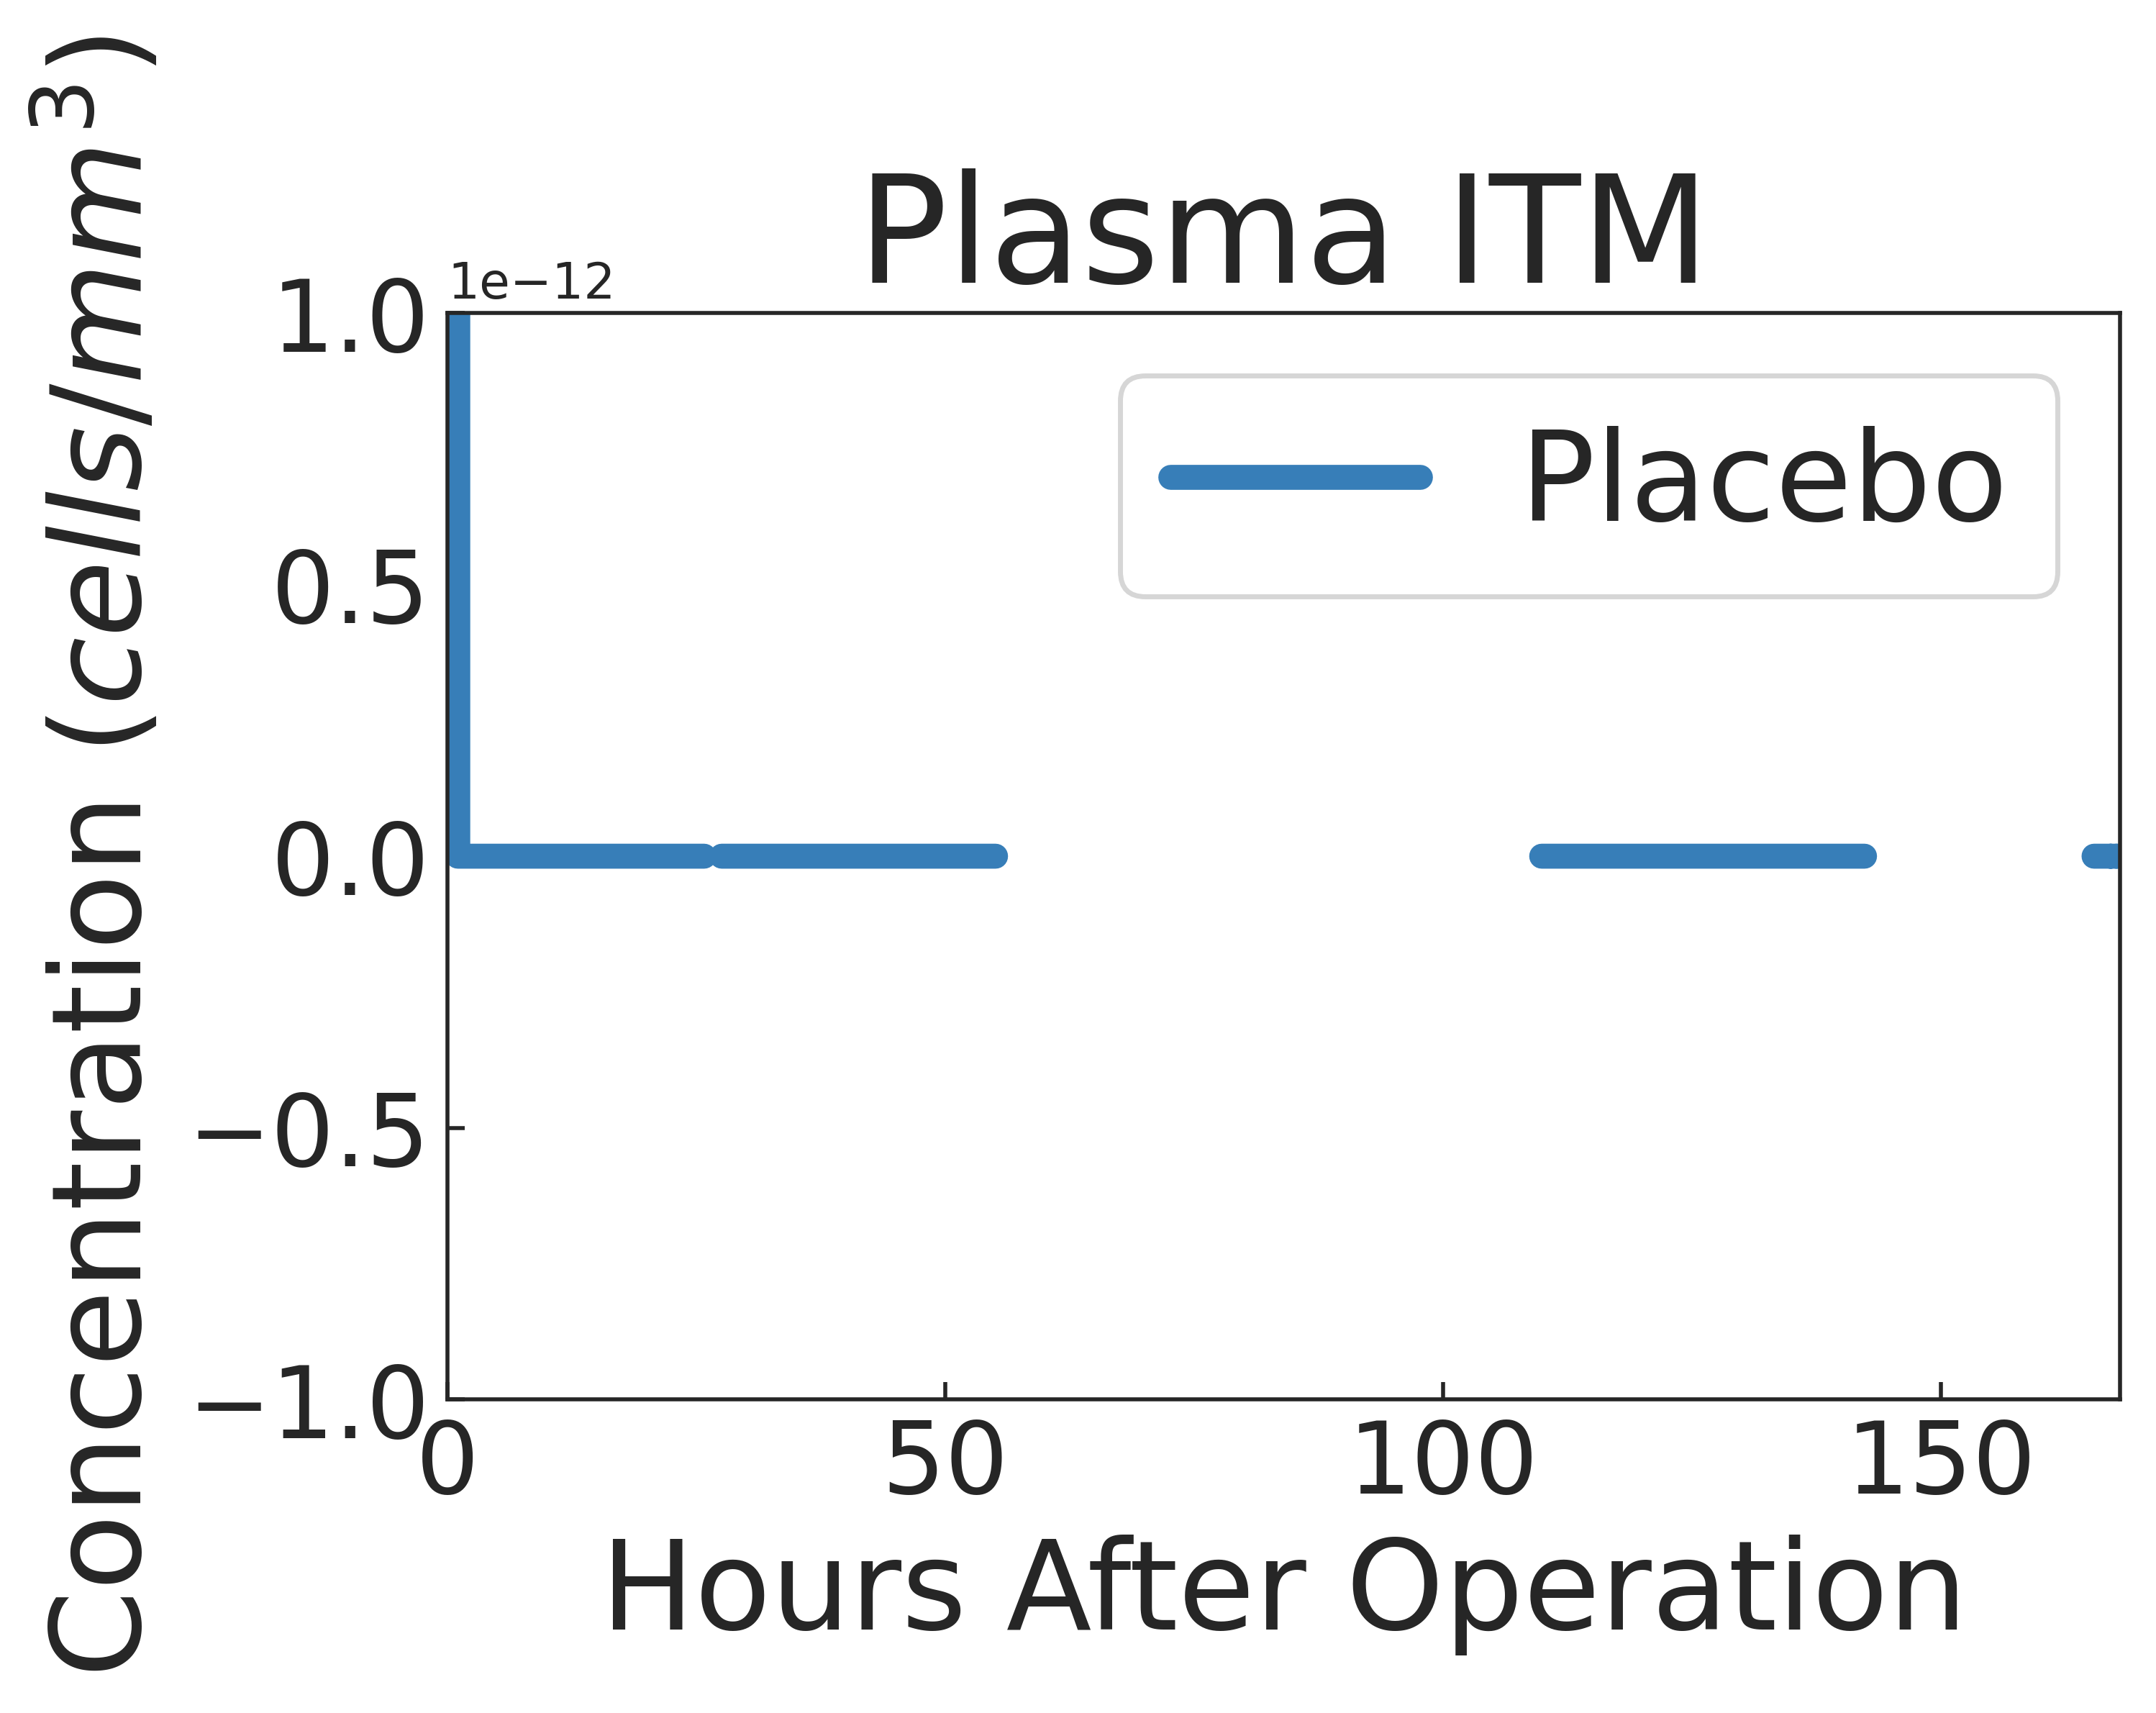 Plasma ITM
1e−12
1.0
0.5
0.0
−0.5
−1.0
Concentration (cells/mm³)
Placebo
0 50 100 150
Hours After Operation